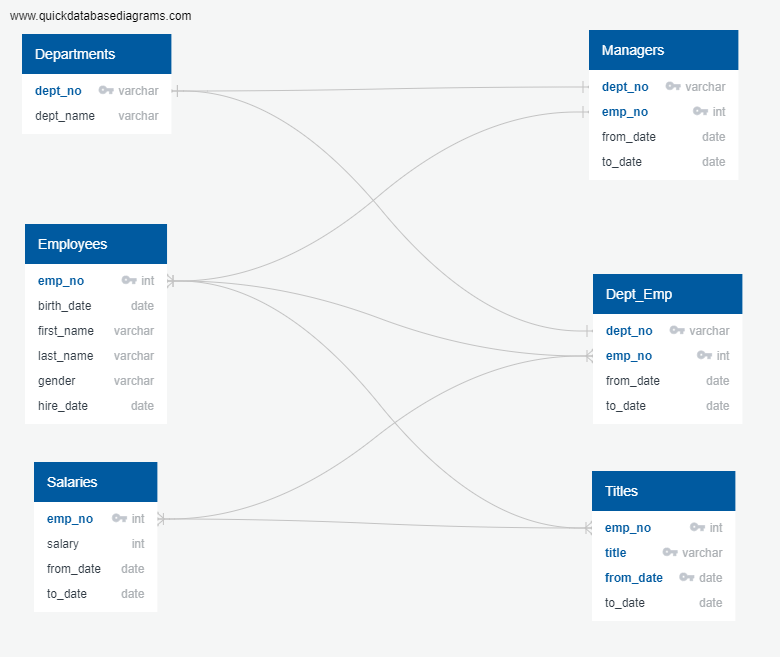 www.quickdatabasediagrams.com
Departments
dept_no varchar
dept_name varchar
Managers
dept_no varchar
emp_no int
from_date date
to_date date
Employees
emp_no int
birth_date date
first_name varchar
last_name varchar
gender varchar
hire_date date
Dept_Emp
dept_no varchar
emp_no int
from_date date
to_date date
Salaries
emp_no int
salary int
from_date date
to_date date
Titles
emp_no int
title varchar
from_date date
to_date date